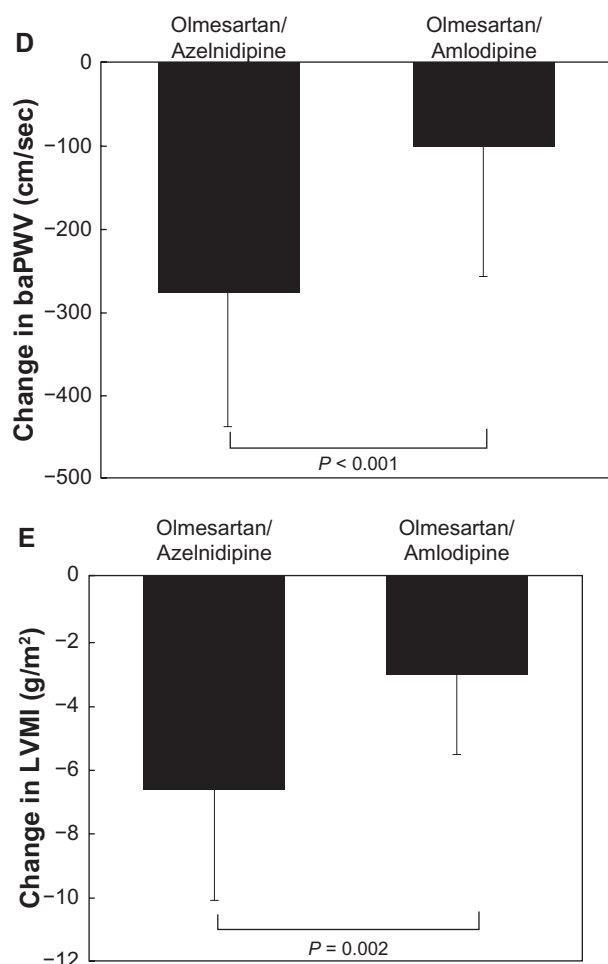 D
Olmesartan/
Azelnidipine
Olmesartan/
Amlodipine
0
−100
−200
−300
−400
−500
Change in baPWV (cm/sec)
P < 0.001
E
Olmesartan/
Azelnidipine
Olmesartan/
Amlodipine
0
−2
−4
−6
−8
−10
−12
Change in LVMI (g/m²)
P = 0.002